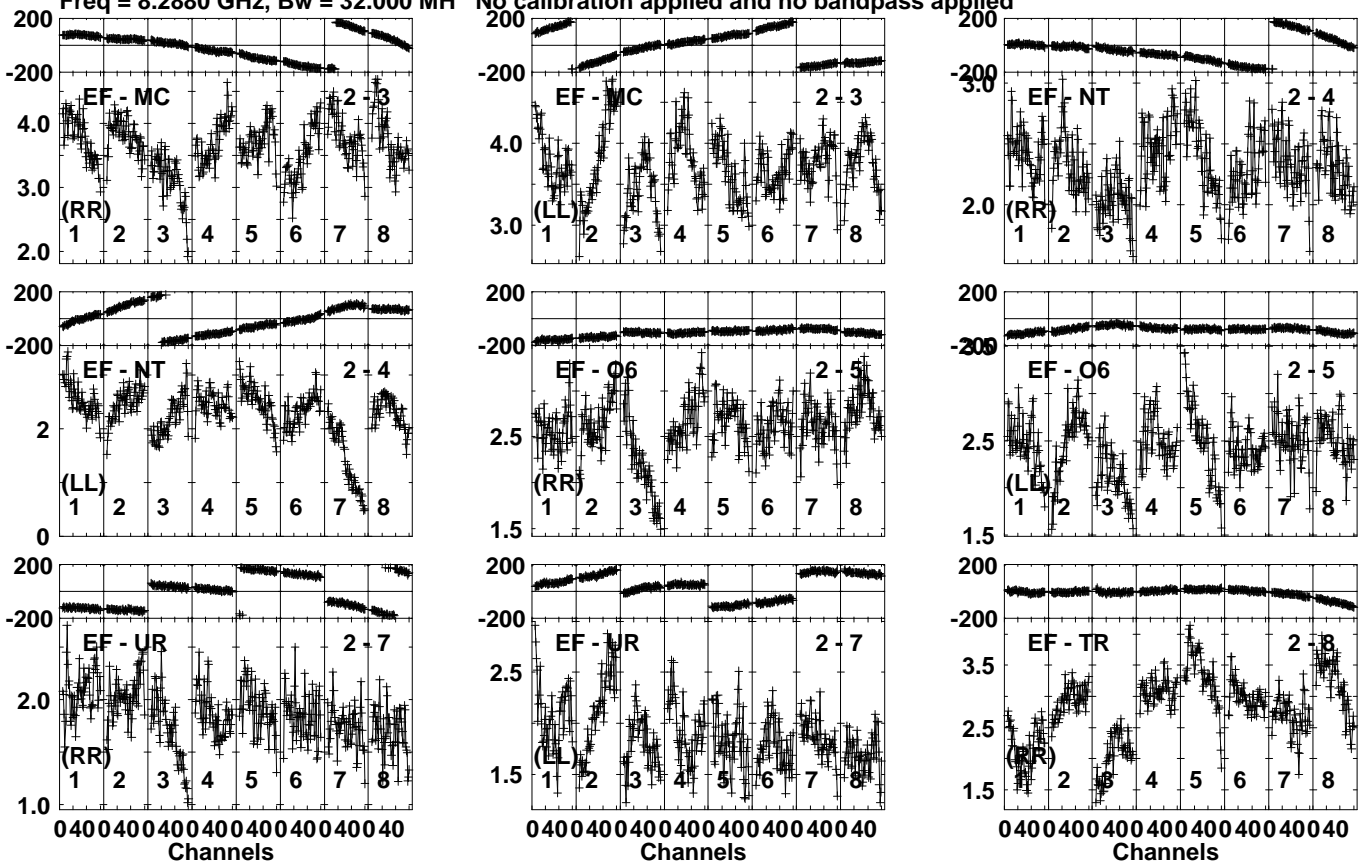 Freq = 8.2880 GHz, Bw = 32.000 MH No calibration applied and no bandpass applied
200 200 200
-200 -200 -200
EF - MC 2 - 3 EF - MC 2 - 3 EF - NT 2 - 4
4.0 4.0 3.0
3.0 3.0 2.0
(RR) (LL) (RR)
1 2 3 4 5 6 7 8 1 2 3 4 5 6 7 8 1 2 3 4 5 6 7 8
2.0
200 200 200
-200 -200 -200
3.5
EF - NT 2 - 4 EF - O6 2 - 5 EF - O6 2 - 5
2 2.5 2.5
(LL) (RR) (LL)
1 2 3 4 5 6 7 8 1 2 3 4 5 6 7 8 1 2 3 4 5 6 7 8
0 1.5 1.5
200 200 200
-200 -200 -200
EF - UR 2 - 7 EF - UR 2 - 7 EF - TR 2 - 8
2.0 2.5 3.5
2.5
(RR) (LL) (RR)
1 2 3 4 5 6 7 8 1 2 3 4 5 6 7 8 1 2 3 4 5 6 7 8
1.0 1.5 1.5
0 40 0 40 0 40 0 40 0 40 0 40 0 40 0 40 0 40 0 40 0 40 0 40 0 40 0 40 0 40 0 40 0 40 0 40 0 40 0 40 0 40 0 40 0 40 0 40
Channels Channels Channels